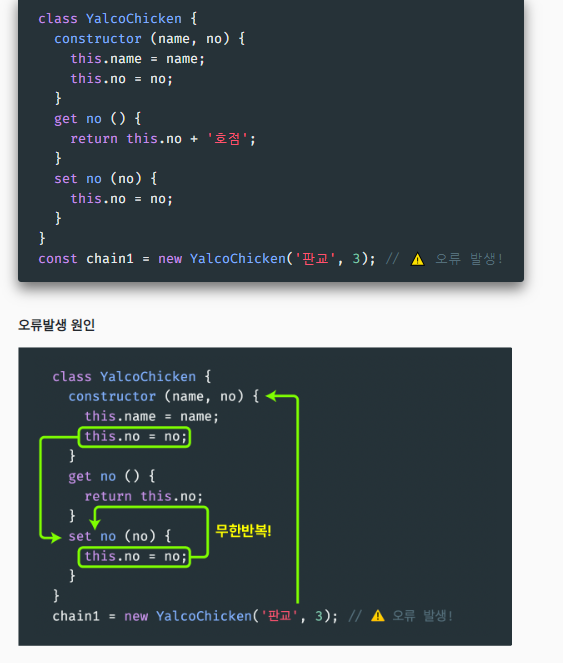 class YalcoChicken {
constructor (name, no) {
this.name = name;
this.no = no;
}
get no () {
return this.no + '호점';
}
set no (no) {
this.no = no;
}
}
const chain1 = new YalcoChicken('판교', 3); // ⚠️ 오류 발생!
오류발생 원인
class YalcoChicken {
constructor (name, no) {
this.name = name;
this.no = no;
}
get no () {
return this.no;
}
set no (no) {
무한반복!
this.no = no;
}
}
chain1 = new YalcoChicken('판교', 3); // ⚠️ 오류 발생!